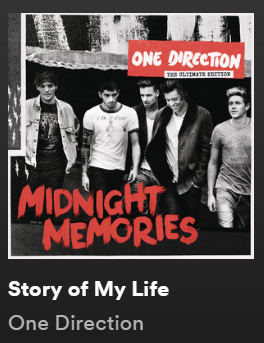 ONE DIRECTION
THE ULTIMATE EDITION
MIDNIGHT
MEMORIES
Story of My Life
One Direction